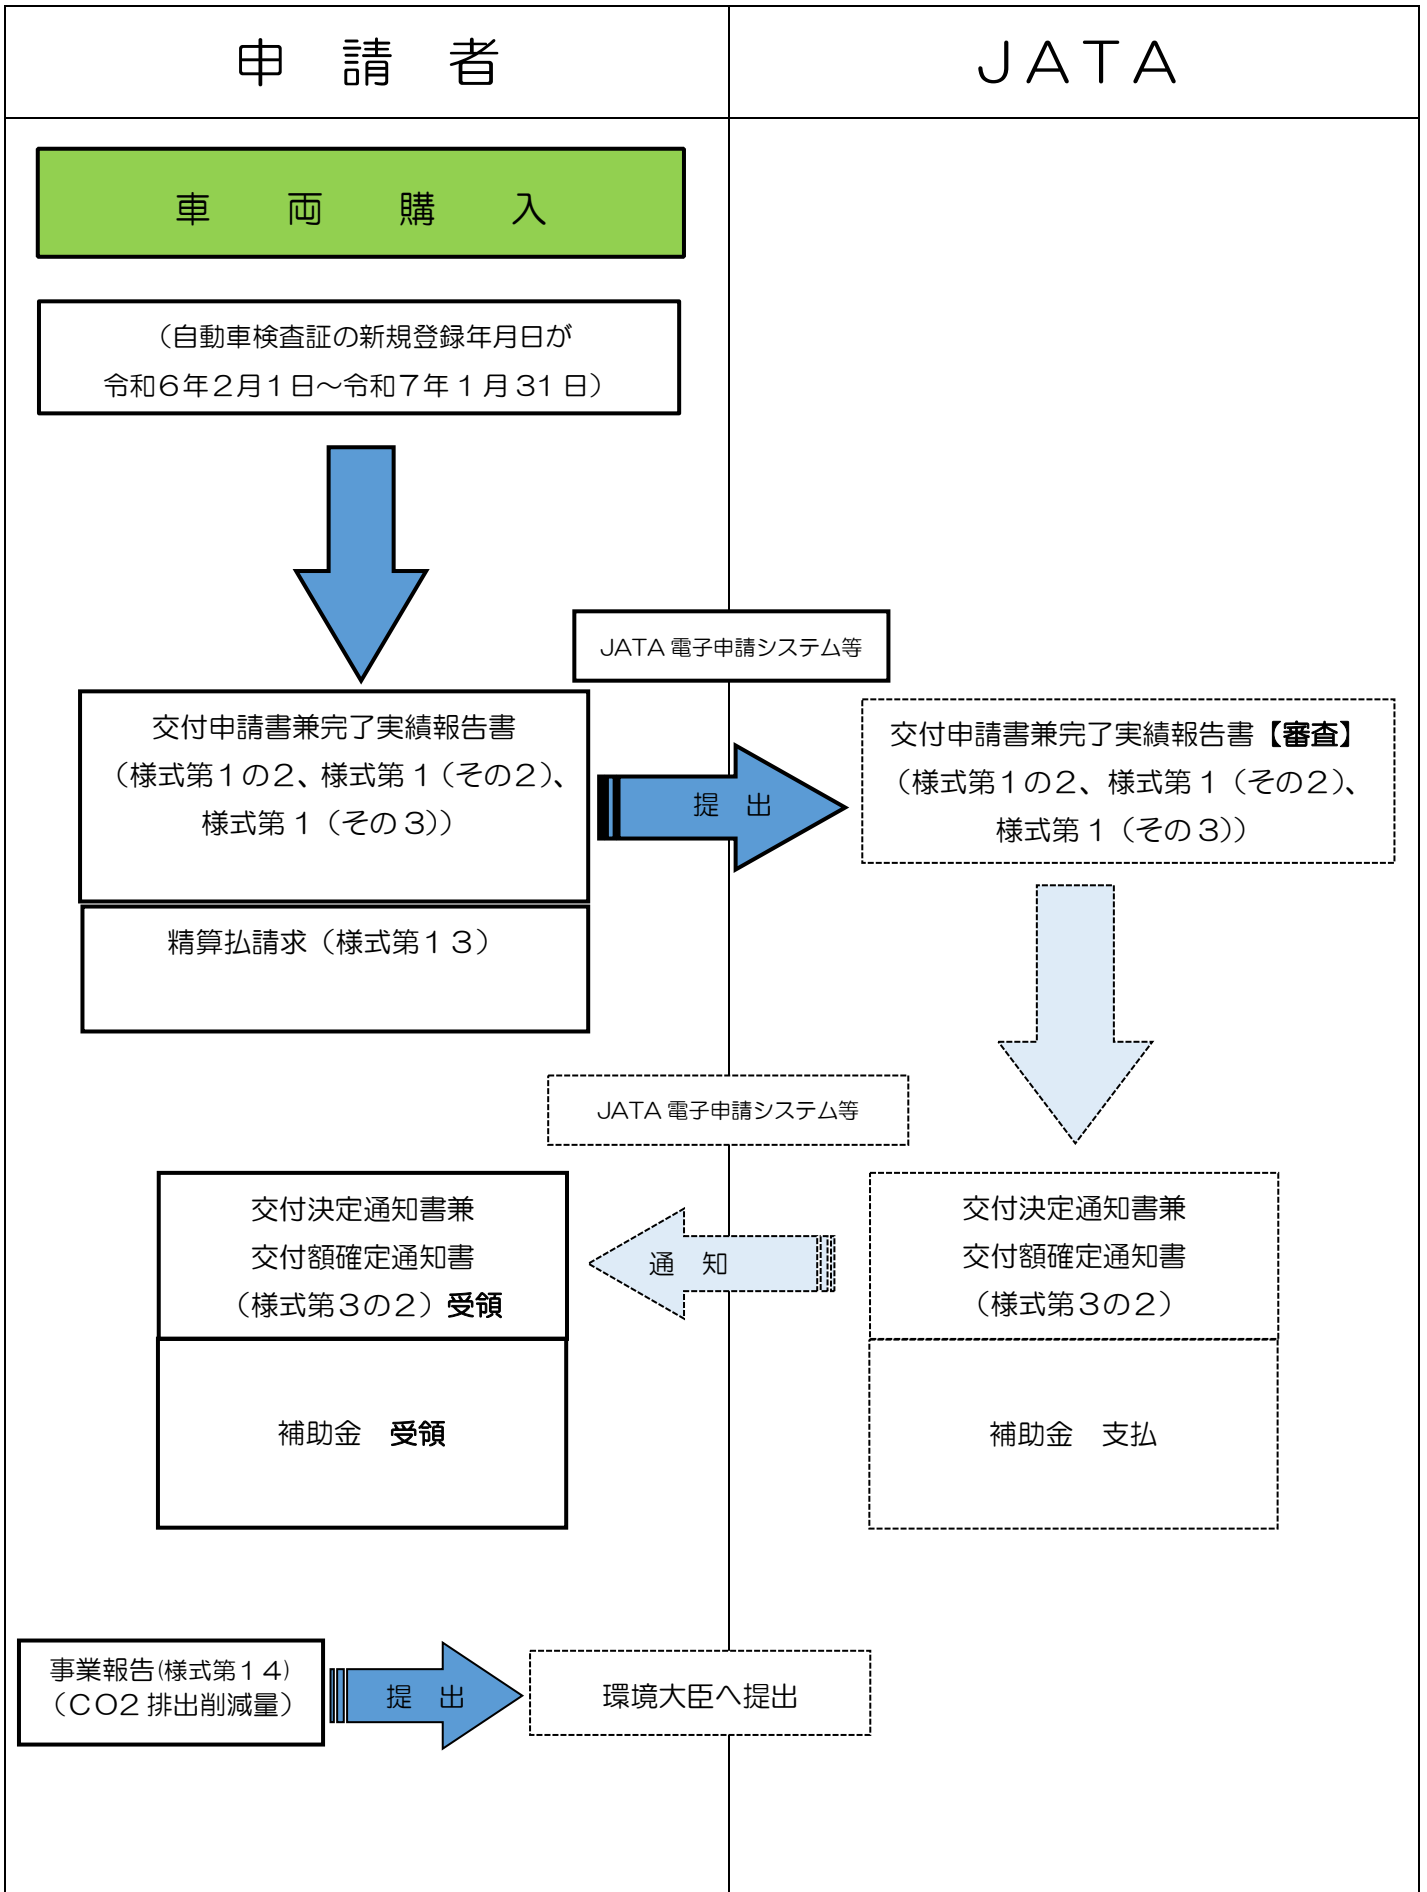 申　請　者
ＪＡＴＡ
車　両　購　入
（自動車検査証の新規登録年月日が
令和６年２月１日～令和７年 1 月 31 日）
JATA 電子申請システム等
交付申請書兼完了実績報告書
（様式第１の２、様式第 1（その２）、
様式第 1（その 3））
提　出
交付申請書兼完了実績報告書【審査】
（様式第１の２、様式第 1（その２）、
様式第 1（その 3））
精算払請求（様式第１３）
JATA 電子申請システム等
交付決定通知書兼
交付額確定通知書
（様式第３の２）受領
通　知
交付決定通知書兼
交付額確定通知書
（様式第３の２）
補助金　受領
補助金　支払
事業報告(様式第１４)
（ＣＯ２ 排出削減量）
提　出
環境大臣へ提出